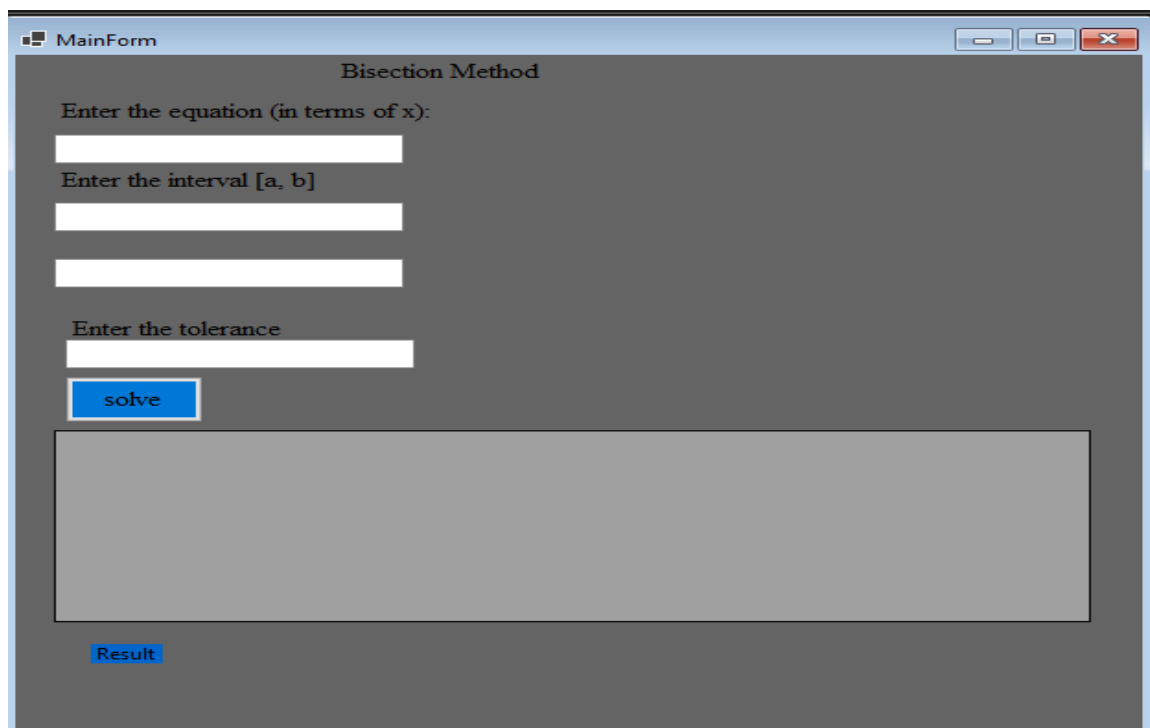 MainForm
Bisection Method
Enter the equation (in terms of x):
Enter the interval [a, b]
Enter the tolerance
solve
Result